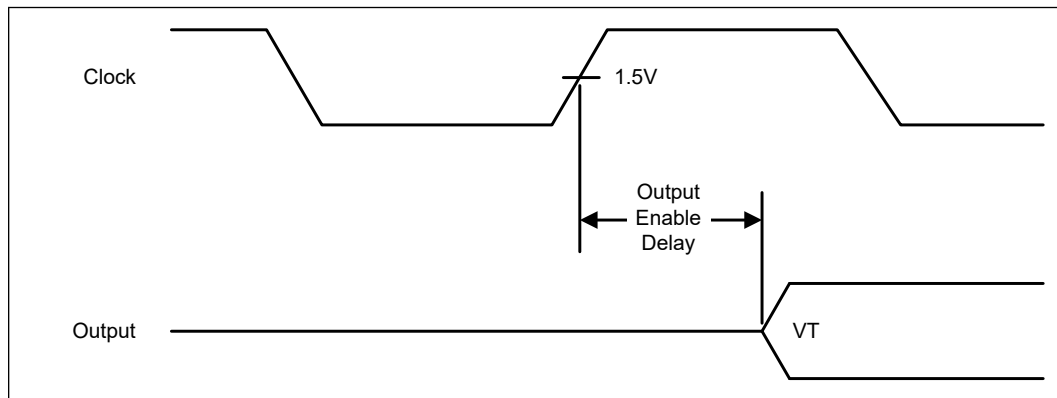 Clock
1.5V
Output
Enable
Delay
Output
VT